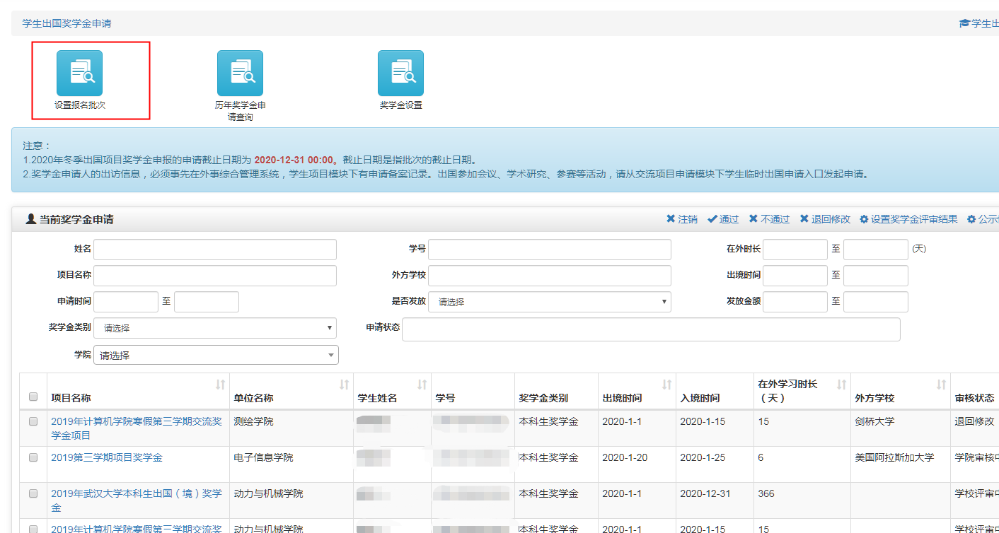 学生出国奖学金申请
学生出
设置报名批次
历年奖学金申
请查询
奖学金设置
注意：
1.2020年冬季出国项目奖学金申报的申请截止日期为 2020-12-31 00:00。截止日期是指批次的截止日期。
2.奖学金申请人的出访信息，必须事先在外事综合管理系统，学生项目模块下有申请备案记录。出国参加会议、学术研究、参赛等活动，请从交流项目申请模块下学生临时出国申请入口发起申请。
当前奖学金申请
注销 通过 不通过 退回修改 设置奖学金评审结果 公示
姓名 学号 在外时长 至 (天)
项目名称 外方学校 出境时间 至
申请时间 至 是否发放 请选择 发放金额 至
奖学金类别 请选择 申请状态
学院 请选择
项目名称 单位名称 学生姓名 学号 奖学金类别 出境时间 入境时间 在外学习时长
（天） 外方学校 审核状态
2019年计算机学院寒假第三学期交流奖
学金项目 测绘学院 本科生奖学金 2020-1-1 2020-1-15 15 剑桥大学 退回修改
2019第三学期项目奖学金 电子信息学院 本科生奖学金 2020-1-20 2020-1-25 6 美国阿拉斯加大学 学院审核中
2019年武汉大学本科生出国（境）奖学
金 动力与机械学院 本科生奖学金 2020-1-1 2020-12-31 366 学校评审中
2019年计算机学院寒假第三学期交流奖 动力与机械学院 本科生奖学金 2020-1-1 2020-1-15 15 学校评审中